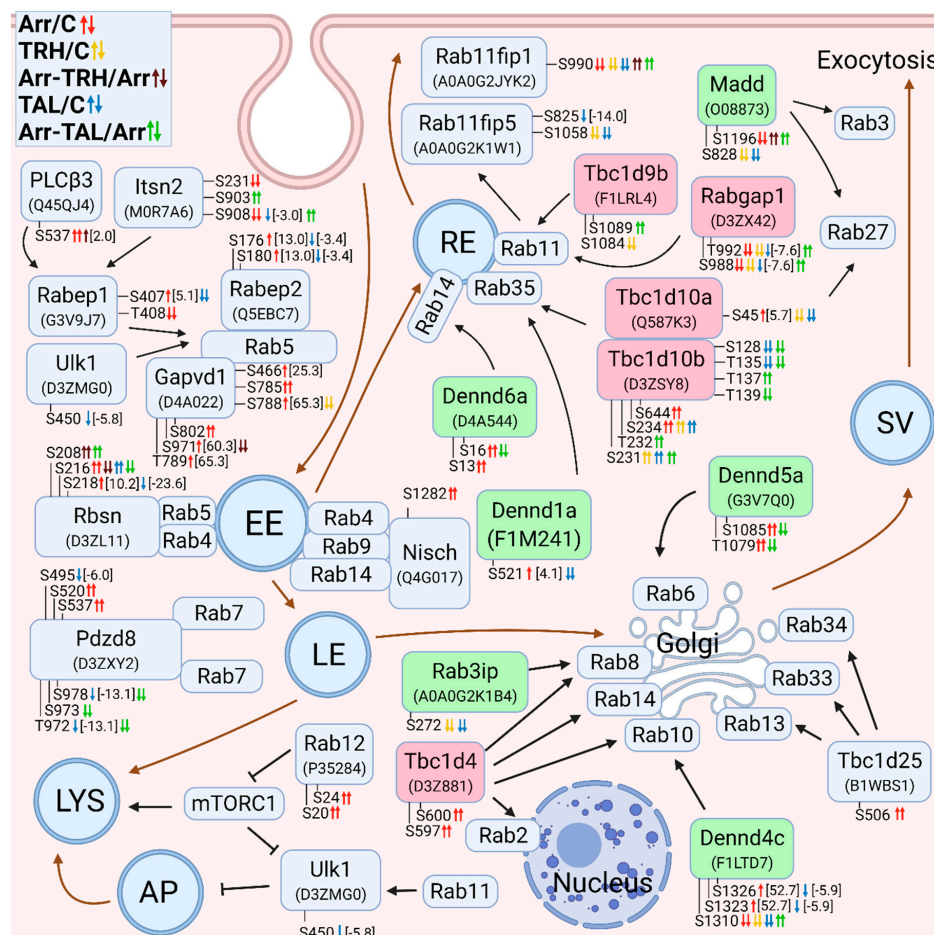 Arr/C ↑↓
TRH/C ↑↓
Arr-TRH/Arr ↑↓
TAL/C ↑↓
Arr-TAL/Arr ↑↓
Rab11fip1
(A0A0G2JYK2)
S990 ↓↓ ↓↓ ↓↓ ↑↑ ↑↑
Rab11fip5
(A0A0G2K1W1)
S825 ↓[-14.0]
S1058 ↓↓ ↓↓
Exocytosis
Madd
(O08873)
S1196 ↓↓ ↑↑ ↑↑
S828 ↓↓ ↓↓
Rab3
Rab27
PLCβ3
(Q45QJ4)
S537 ↑↑ ↑[2.0]
Itsn2
(M0R7A6)
S231 ↓↓
S903 ↑↑
S908 ↓↓ ↓[-3.0] ↑↑
Tbc1d9b
(F1LRL4)
S1089 ↑↑
S1084 ↓↓
Rabgap1
(D3ZX42)
T992 ↓↓ ↓↓ ↓[-7.6] ↑↑
S988 ↓↓ ↓↓ ↓[-7.6] ↑↑
S176 ↑[13.0] ↓[-3.4]
S180 ↑[13.0] ↓[-3.4]
Rabep2
(Q5EBC7)
Rab5
RE
Rab11
Rab35
Rab14
Rabep1
(G3V9J7)
S407 ↑[5.1] ↓↓
T408 ↓↓
Ulk1
(D3ZMG0)
S450 ↓[-5.8]
Gapvd1
(D4A022)
S466 ↑[25.3]
S785 ↑↑
S788 ↑[65.3] ↓↓
S802 ↑↑
S971 ↑[60.3] ↓↓
T789 ↑[65.3]
Tbc1d10a
(Q587K3)
S45 ↑[5.7] ↓↓ ↓↓
Tbc1d10b
(D3ZSY8)
S128 ↓↓ ↓↓
T135 ↓↓ ↓↓
T137 ↑↑
T139 ↓↓
S644 ↑↑
S234 ↑↑ ↑↑ ↑↑
T232 ↑↑
S231 ↑↑ ↑↑ ↑↑
Dennd6a
(D4A544)
S16 ↑↑ ↓↓
S13 ↑↑
SV
S208 ↑↑ ↑↑
S216 ↑↑ ↓↓ ↑↑ ↓↓
S218 ↑[10.2] ↓[-23.6]
Rbsn
(D3ZL11)
Rab5
Rab4
EE
Rab4
Rab9
Rab14
S1282 ↑↑
Nisch
(Q4G017)
Dennd1a
(F1M241)
S521 ↑ [4.1] ↓↓
Dennd5a
(G3V7Q0)
S1085 ↑↑ ↓↓
T1079 ↑↑ ↓↓
S495 ↓[-6.0]
S520 ↑↑
S537 ↑↑
Pdzd8
(D3ZXY2)
Rab7
Rab7
S978 ↓[-13.1] ↓↓
S973 ↓↓
T972 ↓[-13.1] ↓↓
LE
Rab6
Golgi
Rab8
Rab14
Rab10
Rab13
Rab33
Rab34
Rab3ip
(A0A0G2K1B4)
S272 ↓↓ ↓↓
Tbc1d4
(D3Z881)
S600 ↑↑
S597 ↑↑
Rab2
Nucleus
Tbc1d25
(B1WBS1)
S506 ↑↑
LYS
mTORC1
Rab12
(P35284)
S24 ↑↑
S20 ↑↑
AP
Ulk1
(D3ZMG0)
S450 ↓[-5.8]
Rab11
Dennd4c
(F1LTD7)
S1326 ↑[52.7] ↓[-5.9]
S1323 ↑[52.7] ↓[-5.9]
S1310 ↓↓ ↓↓ ↓↓ ↑↑